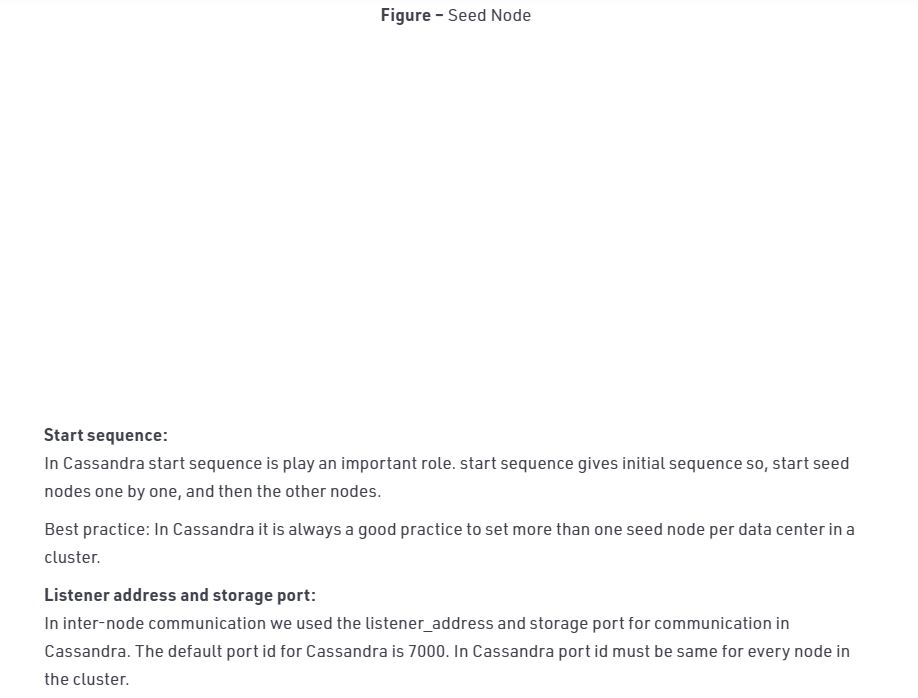 Figure – Seed Node
Start sequence:
In Cassandra start sequence is play an important role. start sequence gives initial sequence so, start seed
nodes one by one, and then the other nodes.
Best practice: In Cassandra it is always a good practice to set more than one seed node per data center in a
cluster.
Listener address and storage port:
In inter-node communication we used the listener_address and storage port for communication in
Cassandra. The default port id for Cassandra is 7000. In Cassandra port id must be same for every node in
the cluster.